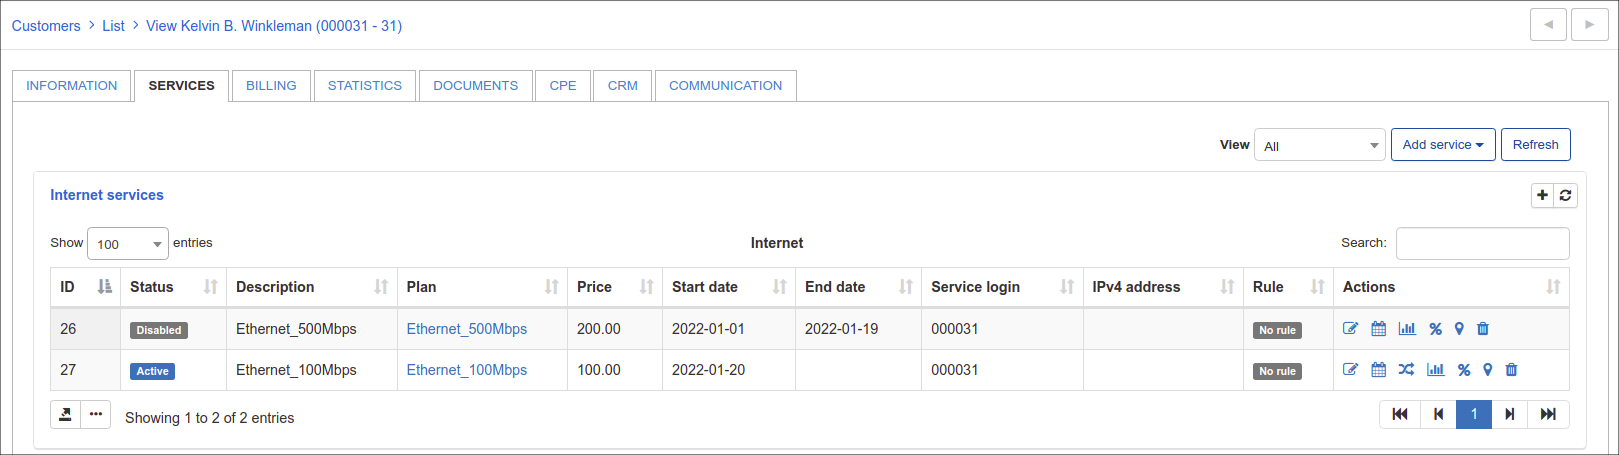 Customers > List > View Kelvin B. Winkleman (000031 - 31)
INFORMATION SERVICES BILLING STATISTICS DOCUMENTS CPE CRM COMMUNICATION
View All Add service Refresh
Internet services
Show 100 entries Internet Search:
ID Status Description Plan Price Start date End date Service login IPv4 address Rule Actions
26 Disabled Ethernet_500Mbps Ethernet_500Mbps 200.00 2022-01-01 2022-01-19 000031 No rule
27 Active Ethernet_100Mbps Ethernet_100Mbps 100.00 2022-01-20 000031 No rule
Showing 1 to 2 of 2 entries 1